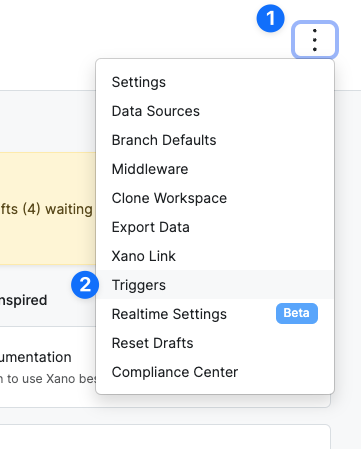 1
Settings
Data Sources
Branch Defaults
Middleware
Clone Workspace
fts (4) waiting
Export Data
Xano Link
2
Triggers
nspired
Realtime Settings Beta
Reset Drafts
umentation
Compliance Center
n to use Xano bes